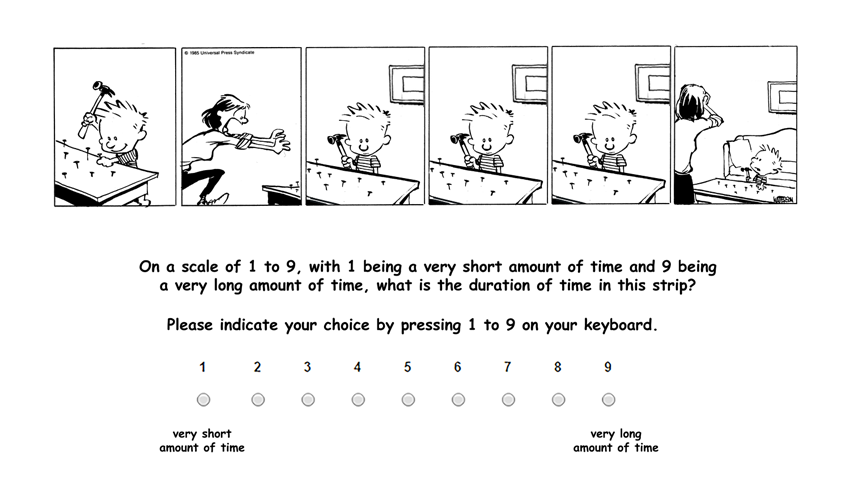 © 1985 Universal Press Syndicate
WATTERSON
On a scale of 1 to 9, with 1 being a very short amount of time and 9 being
a very long amount of time, what is the duration of time in this strip?
Please indicate your choice by pressing 1 to 9 on your keyboard.
1 2 3 4 5 6 7 8 9
very short
amount of time
very long
amount of time